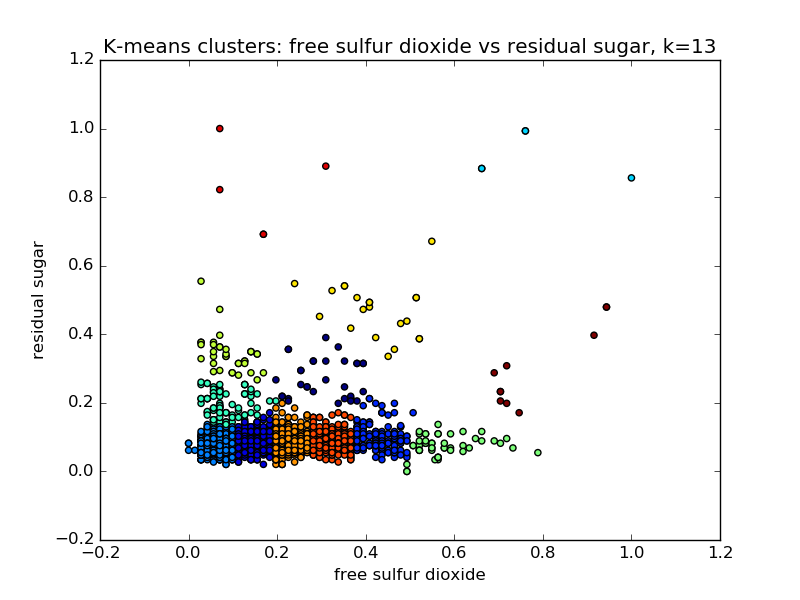 K-means clusters: free sulfur dioxide vs residual sugar, k=13
1.2
1.0
0.8
0.6
0.4
0.2
0.0
−0.2
residual sugar
−0.2 0.0 0.2 0.4 0.6 0.8 1.0 1.2
free sulfur dioxide